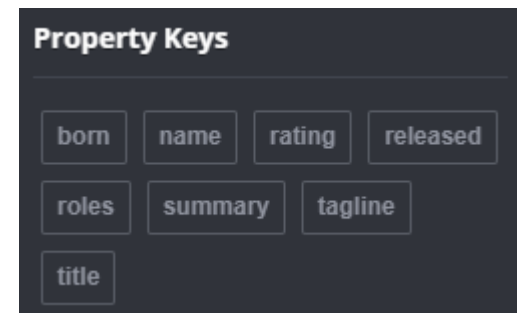 Property Keys
born name rating released
roles summary tagline
title